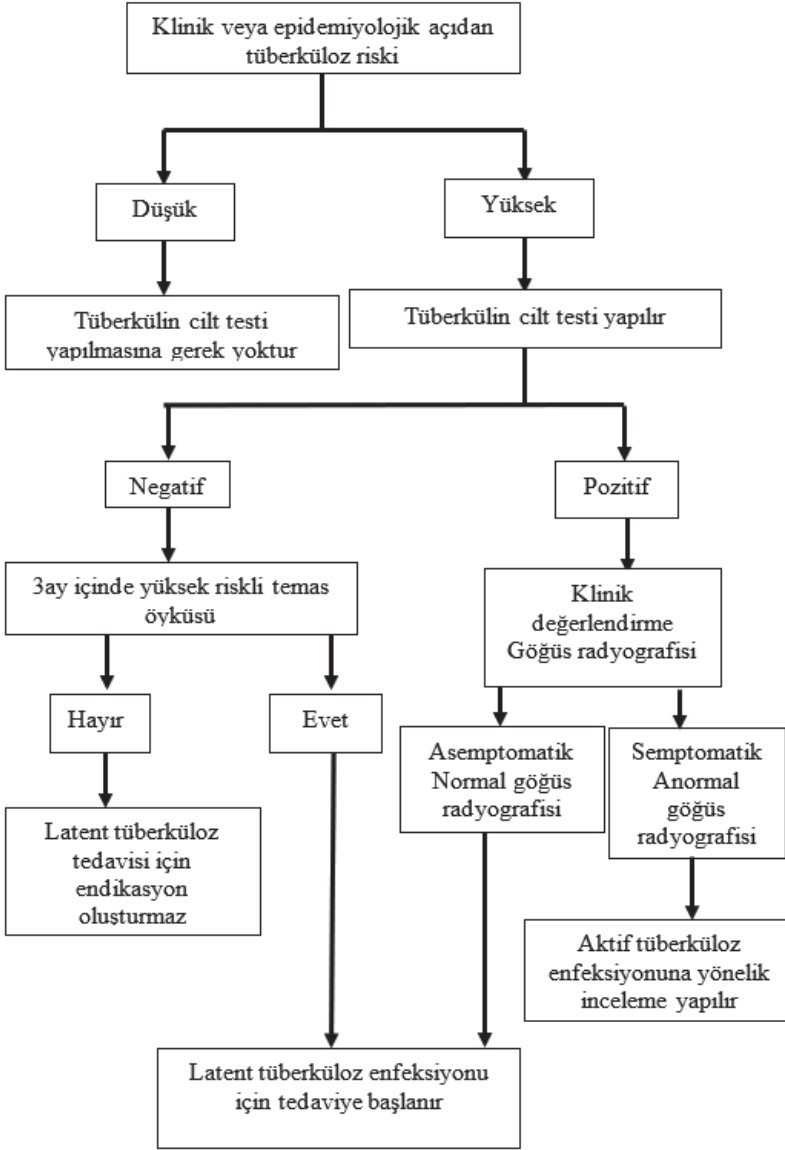 Klinik veya epidemiyolojik açıdan
tüberküloz riski
Düşük
Yüksek
Tüberkülin cilt testi
yapılmasına gerek yoktur
Tüberkülin cilt testi yapılır
Negatif
Pozitif
3ay içinde yüksek riskli temas
öyküsü
Klinik
değerlendirme
Göğüs radyografisi
Hayır
Evet
Asemptomatik
Normal göğüs
radyografisi
Semptomatik
Anormal
göğüs
radyografisi
Latent tüberküloz
tedavisi için
endikasyon
oluşturmaz
Aktif tüberküloz
enfeksiyonuna yönelik
inceleme yapılır
Latent tüberküloz enfeksiyonu
için tedaviye başlanır